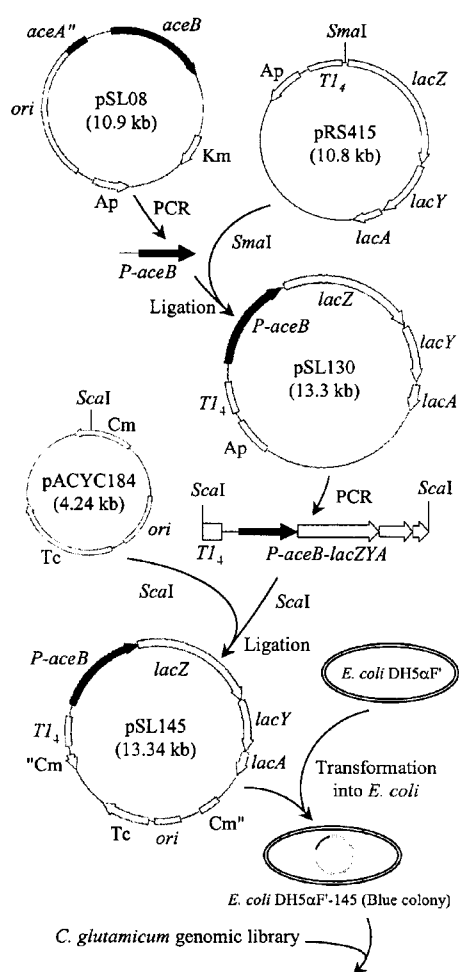 aceA" aceB
SmaI
Ap T1₄ lacZ
ori pSL08
(10.9 kb)
pRS415
(10.8 kb)
Km
Ap
lacY
lacA
PCR
SmaI
P-aceB
Ligation
lacZ
P-aceB
lacY
pSL130
(13.3 kb)
lacA
T1₄
Ap
ScaI
Cm
pACYC184
(4.24 kb)
Tc ori
PCR
ScaI ScaI
T1₄ P-aceB-lacZYA
ScaI ScaI
Ligation
P-aceB lacZ
E. coli DH5αF'
pSL145
(13.34 kb)
T1₄ lacY
"Cm lacA
Tc ori Cm"
Transformation
into E. coli
E. coli DH5αF'-145 (Blue colony)
C. glutamicum genomic library